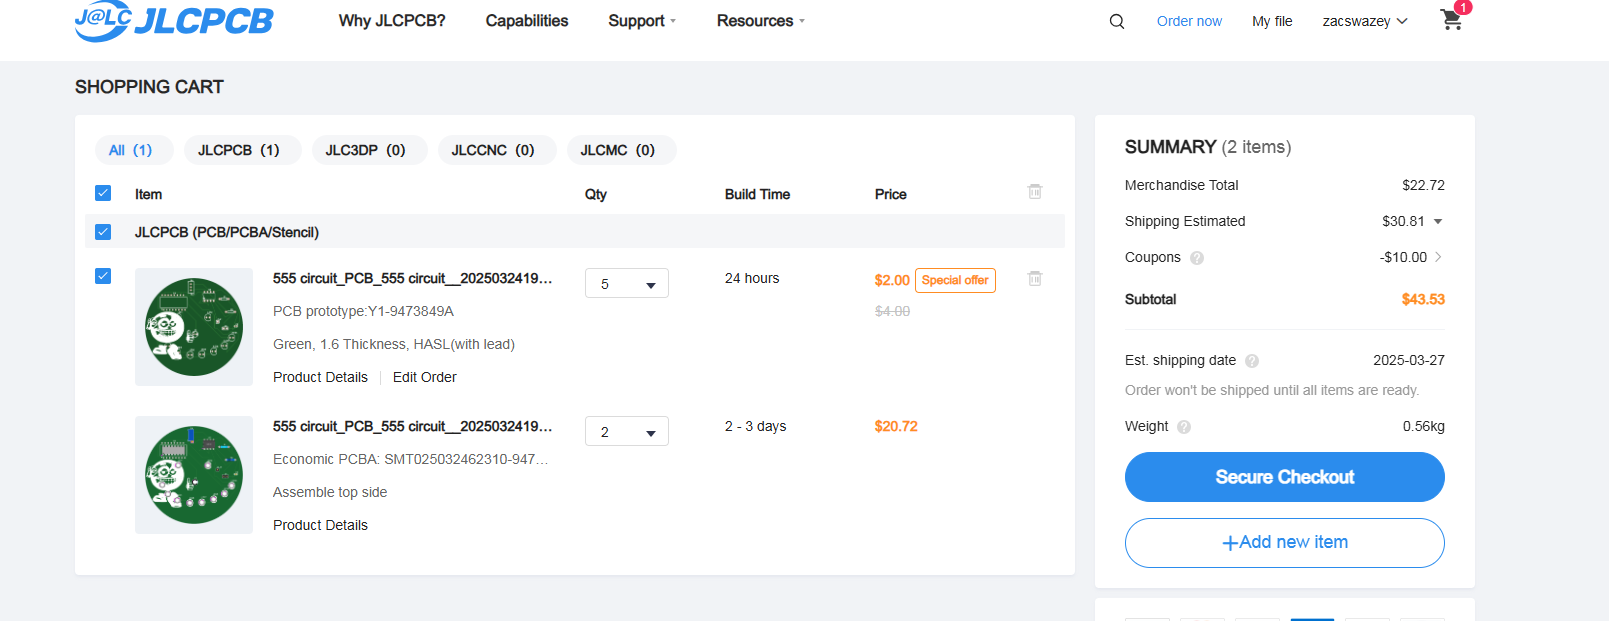 J@LC JLCPCB Why JLCPCB? Capabilities Support Resources Order now My file zacswazey 1
SHOPPING CART
All (1) JLCPCB (1) JLC3DP (0) JLCCNC (0) JLCMC (0)
Item Qty Build Time Price
JLCPCB (PCB/PCBA/Stencil)
555 circuit_PCB_555 circuit__2025032419... 5 24 hours $2.00 Special offer
PCB prototype:Y1-9473849A $4.00
Green, 1.6 Thickness, HASL(with lead)
Product Details Edit Order
555 circuit_PCB_555 circuit__2025032419... 2 2 - 3 days $20.72
Economic PCBA: SMT025032462310-947...
Assemble top side
Product Details
SUMMARY (2 items)
Merchandise Total $22.72
Shipping Estimated $30.81
Coupons ? -$10.00
Subtotal $43.53
Est. shipping date ? 2025-03-27
Order won't be shipped until all items are ready.
Weight ? 0.56kg
Secure Checkout
+Add new item